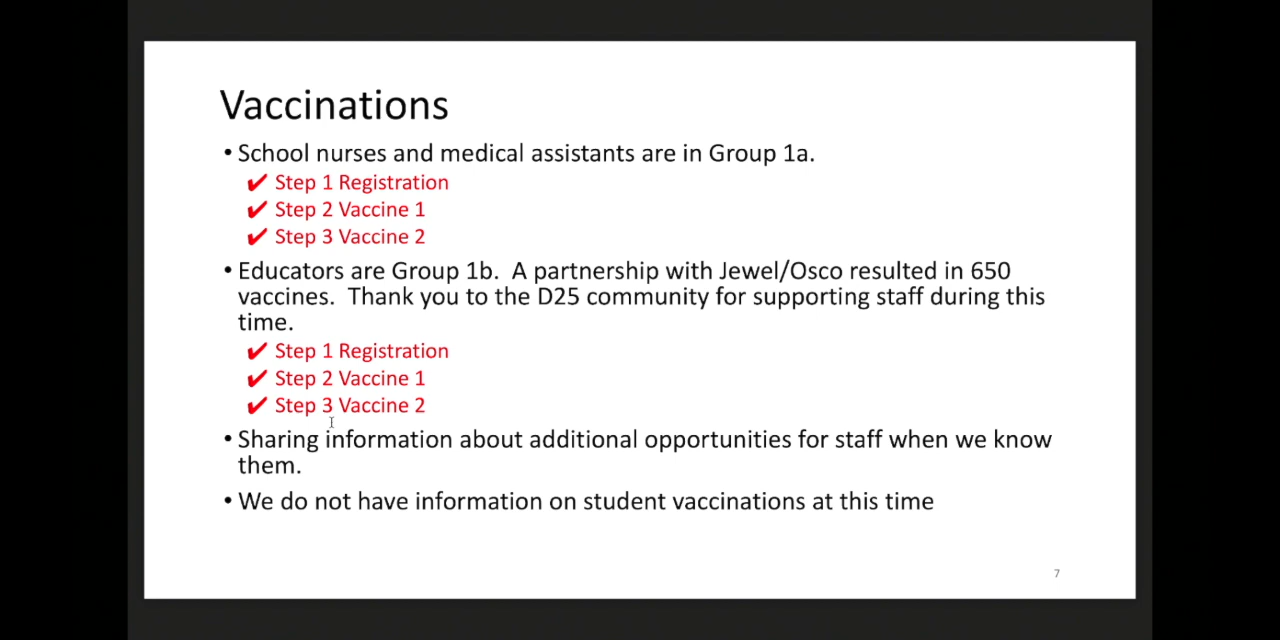 Vaccinations
• School nurses and medical assistants are in Group 1a.
✔ Step 1 Registration
✔ Step 2 Vaccine 1
✔ Step 3 Vaccine 2
• Educators are Group 1b.  A partnership with Jewel/Osco resulted in 650
vaccines.  Thank you to the D25 community for supporting staff during this
time.
✔ Step 1 Registration
✔ Step 2 Vaccine 1
✔ Step 3 Vaccine 2
• Sharing information about additional opportunities for staff when we know
them.
• We do not have information on student vaccinations at this time
7